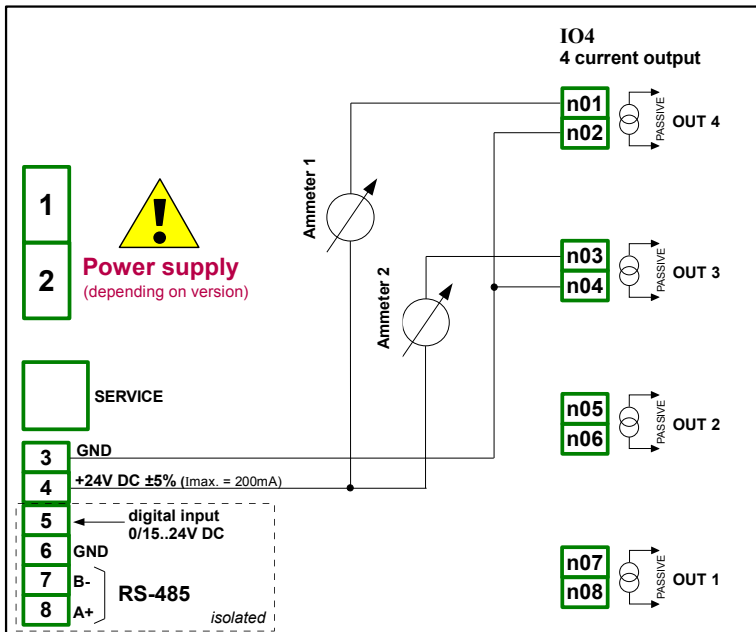 IO4
4 current output
n01
n02
PASSIVE
OUT 4
Ammeter 1
1
2
!
Power supply
(depending on version)
n03
n04
PASSIVE
OUT 3
Ammeter 2
SERVICE
n05
n06
PASSIVE
OUT 2
3
GND
4
+24V DC ±5% (Imax. = 200mA)
5
digital input
0/15..24V DC
6
GND
7
B-
RS-485
8
A+
isolated
n07
n08
PASSIVE
OUT 1